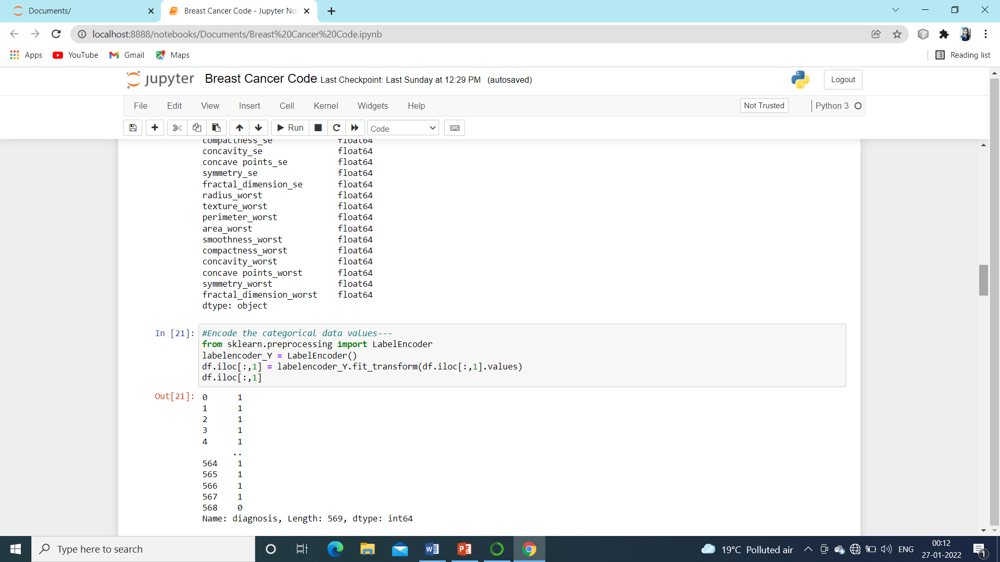 Documents/
Breast Cancer Code - Jupyter No
localhost:8888/notebooks/Documents/Breast%20Cancer%20Code.ipynb
Apps YouTube Gmail Maps Reading list
jupyter Breast Cancer Code Last Checkpoint: Last Sunday at 12:29 PM (autosaved) Logout
File Edit View Insert Cell Kernel Widgets Help Not Trusted Python 3
Run Code
compactness_se float64
concavity_se float64
concave points_se float64
symmetry_se float64
fractal_dimension_se float64
radius_worst float64
texture_worst float64
perimeter_worst float64
area_worst float64
smoothness_worst float64
compactness_worst float64
concavity_worst float64
concave points_worst float64
symmetry_worst float64
fractal_dimension_worst float64
dtype: object
In [21]: #Encode the categorical data values---
from sklearn.preprocessing import LabelEncoder
labelencoder_Y = LabelEncoder()
df.iloc[:,1] = labelencoder_Y.fit_transform(df.iloc[:,1].values)
df.iloc[:,1]
Out[21]: 0 1
1 1
2 1
3 1
4 1
..
564 1
565 1
566 1
567 1
568 0
Name: diagnosis, Length: 569, dtype: int64
Type here to search
19°C Polluted air
ENG
00:12
27-01-2022
1